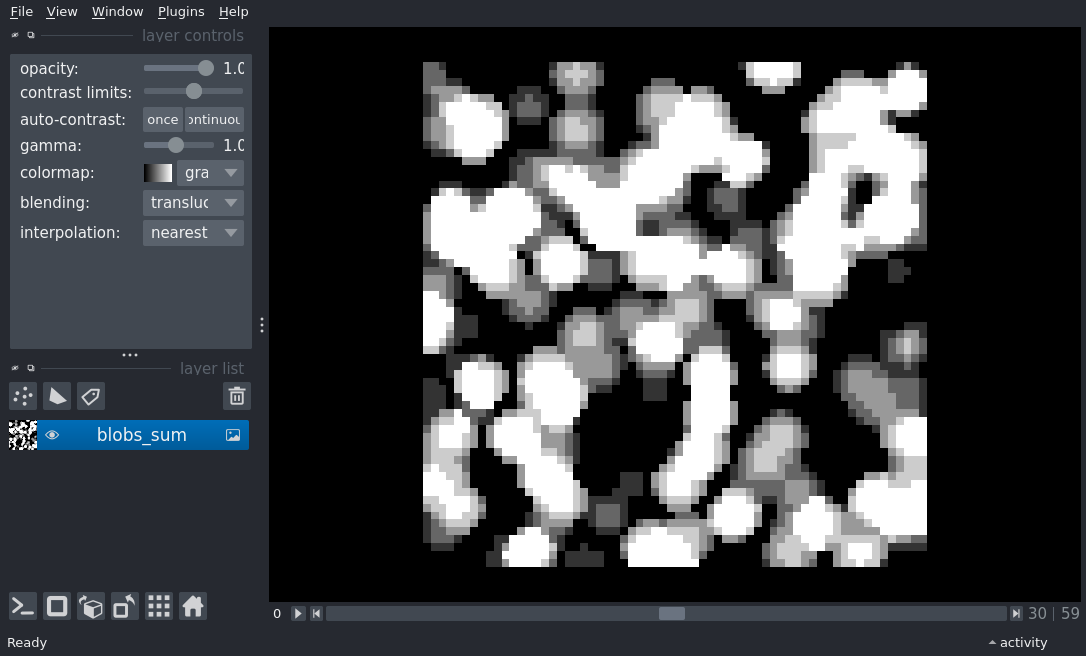 File View Window Plugins Help
layer controls
opacity: 1.0
contrast limits:
auto-contrast: once ontinuou
gamma: 1.0
colormap: gra
blending: transluc
interpolation: nearest
layer list
blobs_sum
0 30 59
Ready activity